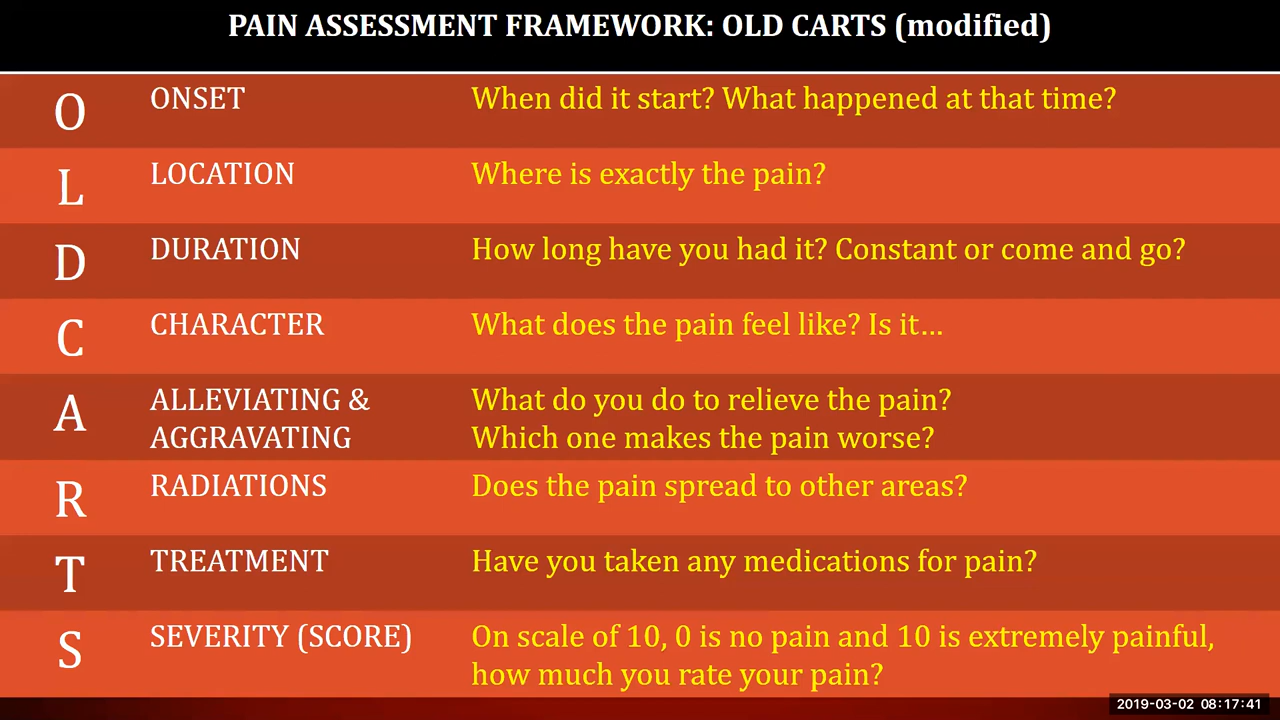 PAIN ASSESSMENT FRAMEWORK: OLD CARTS (modified)
O ONSET When did it start? What happened at that time?
L LOCATION Where is exactly the pain?
D DURATION How long have you had it? Constant or come and go?
C CHARACTER What does the pain feel like? Is it...
A ALLEVIATING & What do you do to relieve the pain?
AGGRAVATING Which one makes the pain worse?
R RADIATIONS Does the pain spread to other areas?
T TREATMENT Have you taken any medications for pain?
S SEVERITY (SCORE) On scale of 10, 0 is no pain and 10 is extremely painful,
how much you rate your pain?
2019-03-02 08:17:41